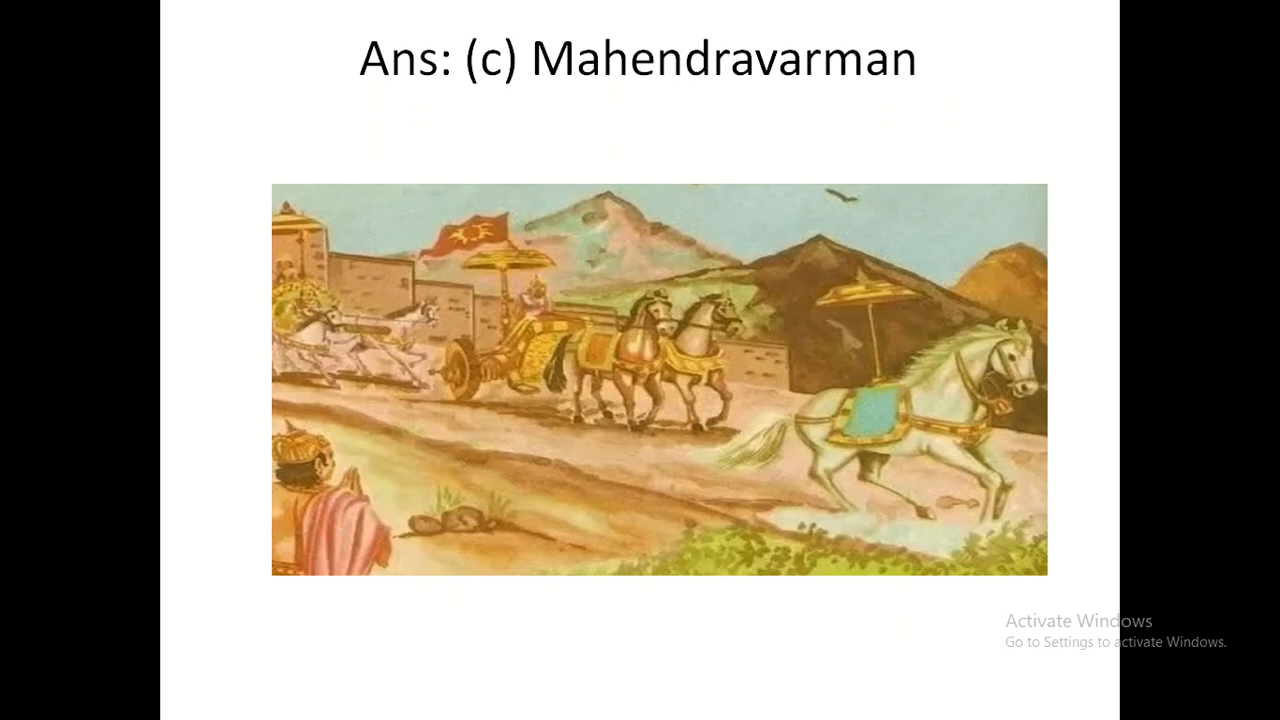 Ans: (c) Mahendravarman
Activate Windows
Go to Settings to activate Windows.